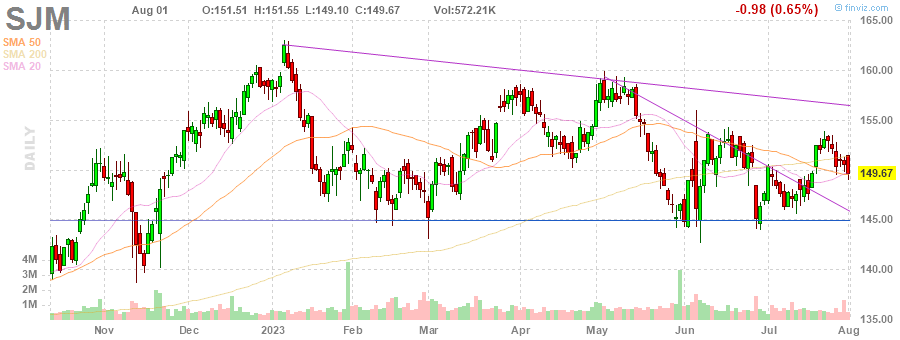 SJM Aug 01 O:151.51 H:151.55 L:149.10 C:149.67 Vol:572.21K -0.98 (0.65%) finviz.com
SMA 50
SMA 200
SMA 20
DAILY
165.00
160.00
155.00
150.00
149.67
145.00
140.00
135.00
4M
3M
2M
1M
Nov Dec 2023 Feb Mar Apr May Jun Jul Aug